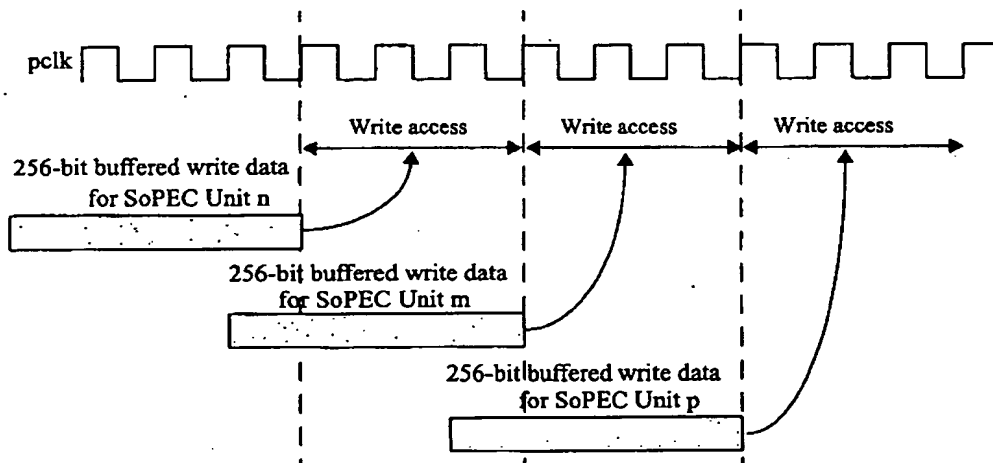 pclk
Write access
Write access
Write access
256-bit buffered write data
for SoPEC Unit n
256-bit buffered write data
for SoPEC Unit m
256-bit buffered write data
for SoPEC Unit p